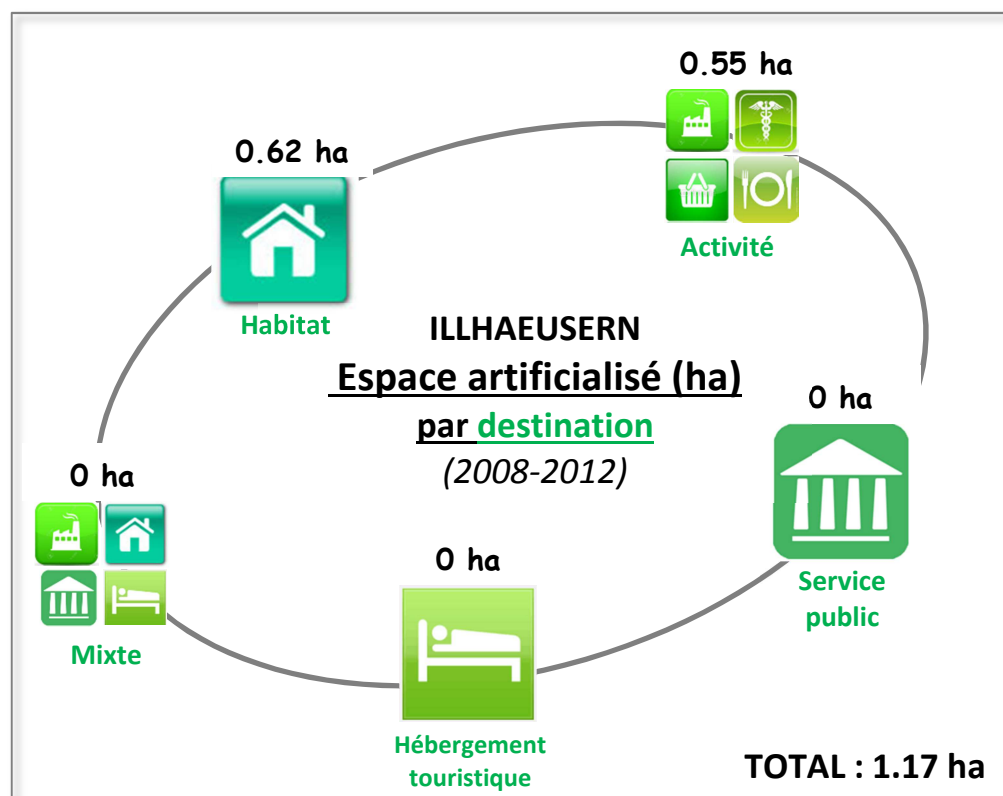 0.55 ha
Activité
0.62 ha
Habitat
ILLHAEUSERN
Espace artificialisé (ha)
par destination
(2008-2012)
0 ha
Service
public
0 ha
Mixte
0 ha
Hébergement
touristique
TOTAL : 1.17 ha